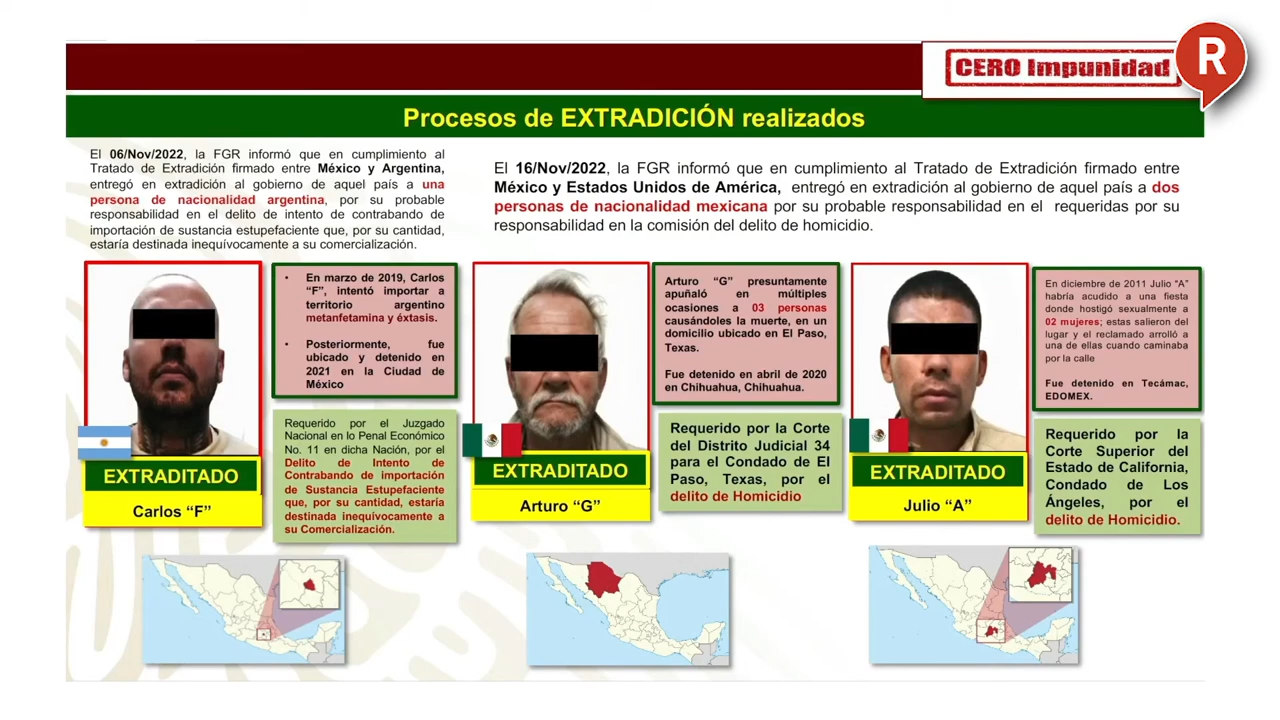 CERO Impunidad
R
Procesos de EXTRADICIÓN realizados
El 06/Nov/2022, la FGR informó que en cumplimiento al
Tratado de Extradición firmado entre México y Argentina,
entregó en extradición al gobierno de aquel país a una
persona de nacionalidad argentina, por su probable
responsabilidad en el delito de intento de contrabando de
importación de sustancia estupefaciente que, por su cantidad,
estaría destinada inequívocamente a su comercialización.
El 16/Nov/2022, la FGR informó que en cumplimiento al Tratado de Extradición firmado entre
México y Estados Unidos de América, entregó en extradición al gobierno de aquel país a dos
personas de nacionalidad mexicana por su probable responsabilidad en el requeridas por su
responsabilidad en la comisión del delito de homicidio.
• En marzo de 2019, Carlos
"F", intentó importar a
territorio argentino
metanfetamina y éxtasis.
• Posteriormente, fue
ubicado y detenido en
2021 en la Ciudad de
México
Requerido por el Juzgado
Nacional en lo Penal Económico
No. 11 en dicha Nación, por el
Delito de Intento de
Contrabando de importación
de Sustancia Estupefaciente
que, por su cantidad, estaría
destinada inequívocamente a
su Comercialización.
EXTRADITADO
Carlos "F"
Arturo "G" presuntamente
apuñaló en múltiples
ocasiones a 03 personas
causándoles la muerte, en un
domicilio ubicado en El Paso,
Texas.
Fue detenido en abril de 2020
en Chihuahua, Chihuahua.
Requerido por la Corte
del Distrito Judicial 34
para el Condado de El
Paso, Texas, por el
delito de Homicidio
EXTRADITADO
Arturo "G"
En diciembre de 2011 Julio "A"
habría acudido a una fiesta
donde hostigó sexualmente a
02 mujeres; estas salieron del
lugar y el reclamado arrolló a
una de ellas cuando caminaba
por la calle
Fue detenido en Tecámac,
EDOMEX.
Requerido por la
Corte Superior del
Estado de California,
Condado de Los
Ángeles, por el
delito de Homicidio.
EXTRADITADO
Julio "A"